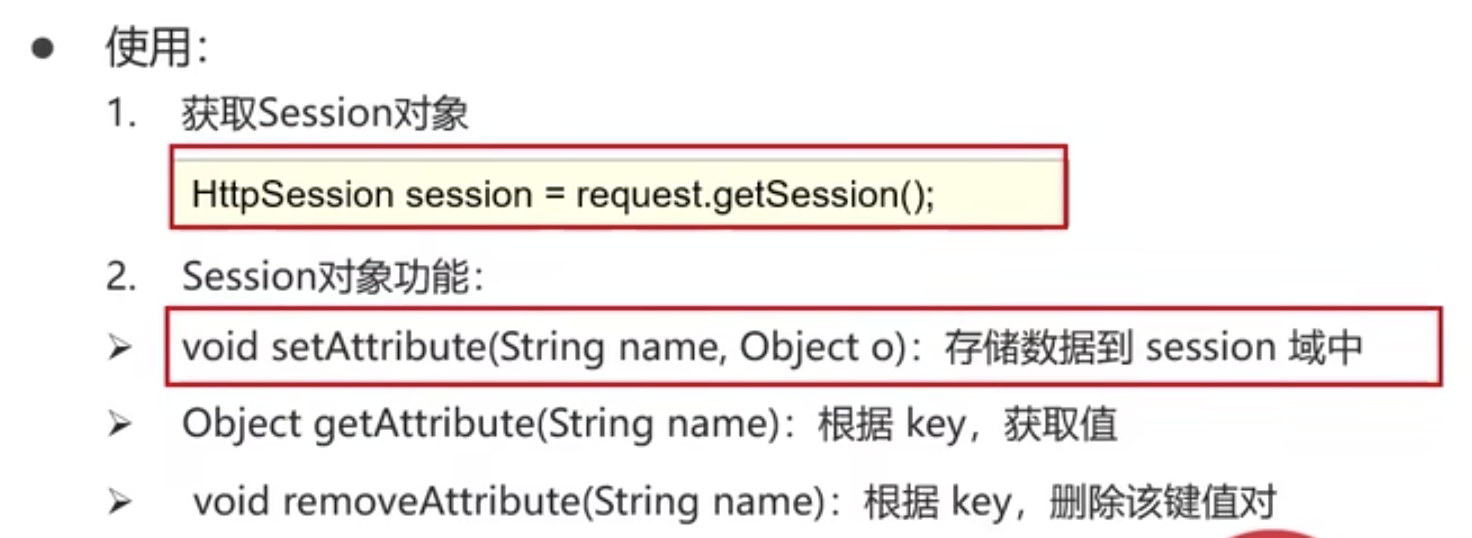 ● 使用：
1. 获取Session对象
HttpSession session = request.getSession();
2. Session对象功能：
➢ void setAttribute(String name, Object o)：存储数据到 session 域中
➢ Object getAttribute(String name)：根据 key，获取值
➢ void removeAttribute(String name)：根据 key，删除该键值对